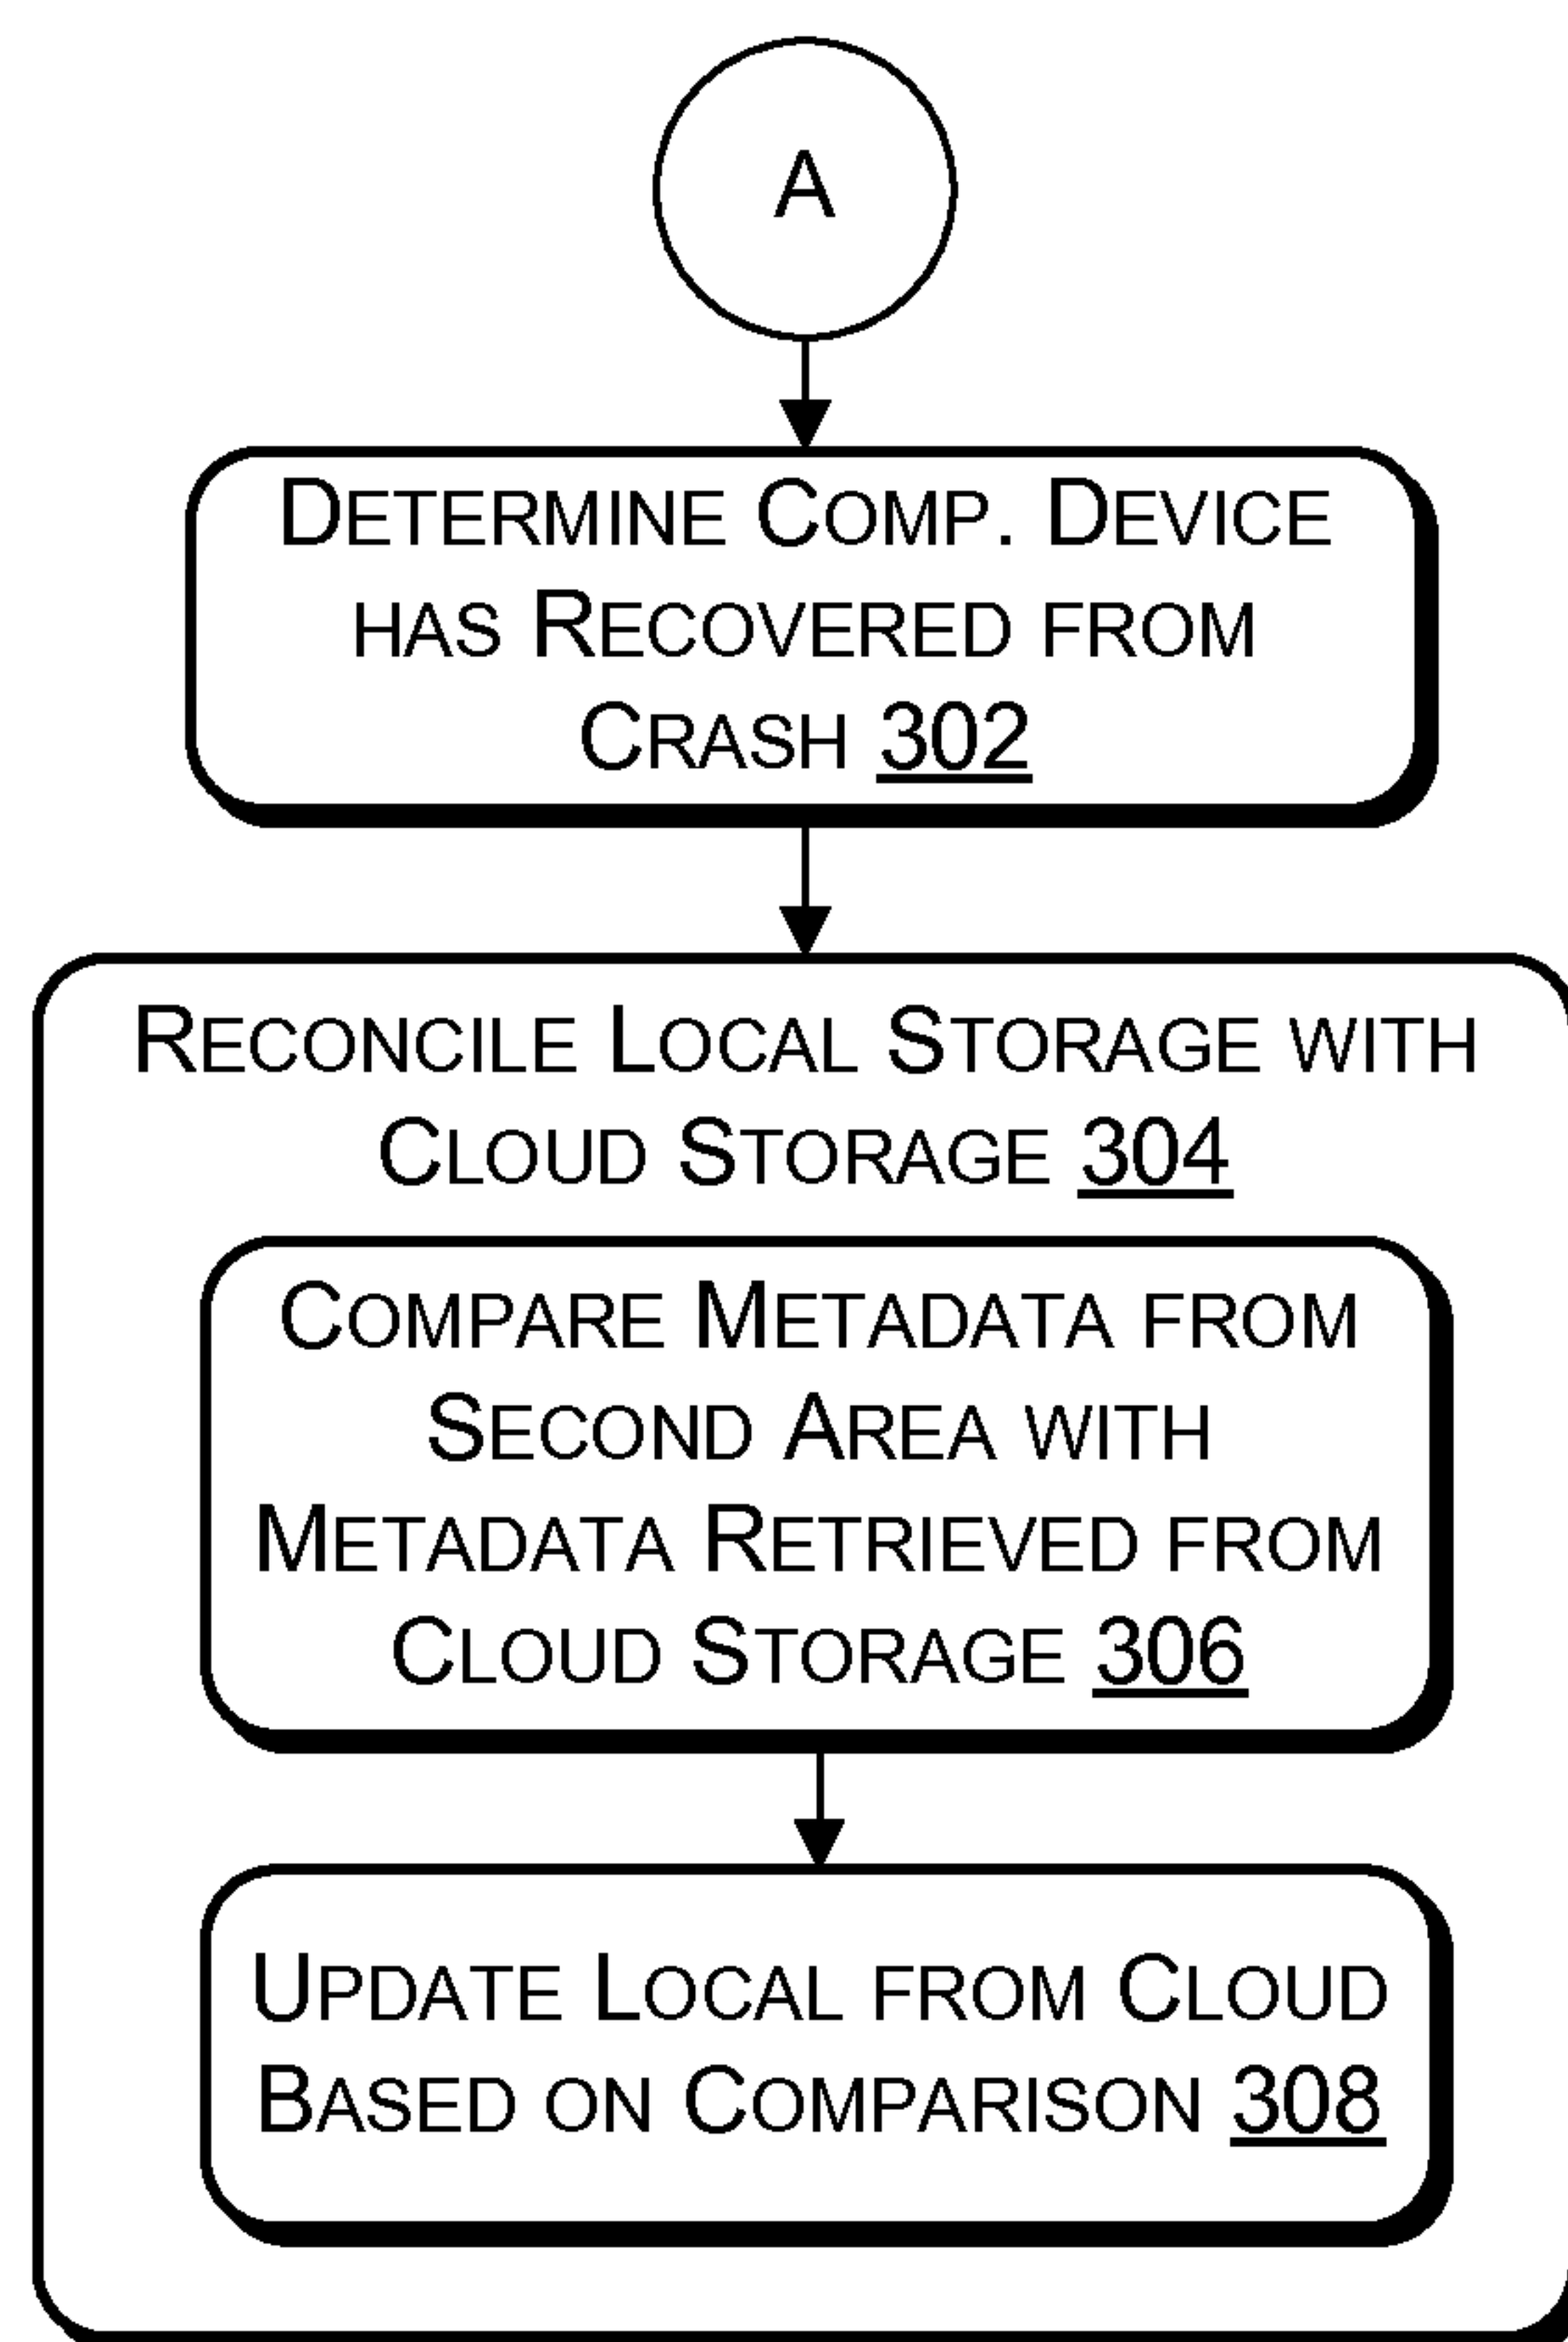 A
DETERMINE COMP. DEVICE
HAS RECOVERED FROM
CRASH 302
RECONCILE LOCAL STORAGE WITH
CLOUD STORAGE 304
COMPARE METADATA FROM
SECOND AREA WITH
METADATA RETRIEVED FROM
CLOUD STORAGE 306
UPDATE LOCAL FROM CLOUD
BASED ON COMPARISON 308